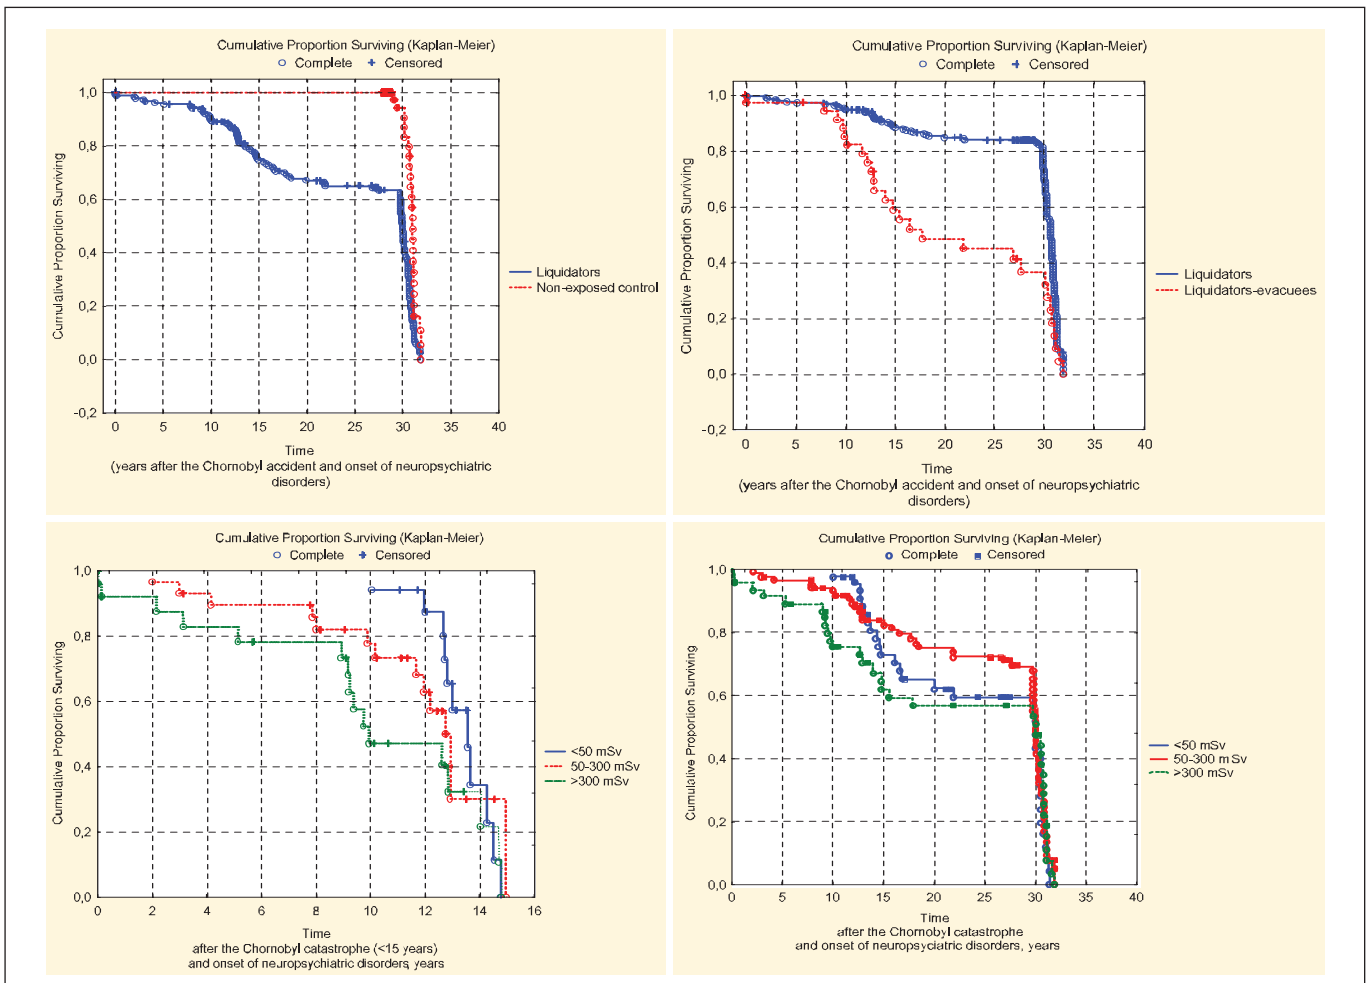 Cumulative Proportion Surviving (Kaplan-Meier)
Complete Censored
Cumulative Proportion Surviving
1,0
0,8
0,6
0,4
0,2
0,0
-0,2
0 5 10 15 20 25 30 35 40
Liquidators
Non-exposed control
Time
(years after the Chornobyl accident and onset of neuropsychiatric
disorders)
Cumulative Proportion Surviving (Kaplan-Meier)
Complete Censored
Cumulative Proportion Surviving
1,0
0,8
0,6
0,4
0,2
0,0
-0,2
0 5 10 15 20 25 30 35 40
Liquidators
Liquidators-evacuees
Time
(years after the Chornobyl accident and onset of neuropsychiatric
disorders)
Cumulative Proportion Surviving (Kaplan-Meier)
Complete Censored
Cumulative Proportion Surviving
1,0
0,8
0,6
0,4
0,2
0,0
0 2 4 6 8 10 12 14 16
<50 mSv
50-300 mSv
>300 mSv
Time
after the Chornobyl catastrophe (<15 years)
and onset of neuropsychiatric disorders, years
Cumulative Proportion Surviving (Kaplan-Meier)
Complete Censored
Cumulative Proportion Surviving
1,0
0,8
0,6
0,4
0,2
0,0
0 5 10 15 20 25 30 35 40
<50 mSv
50-300 mSv
>300 mSv
Time
after the Chornobyl catastrophe
and onset of neuropsyciatric disorders, years